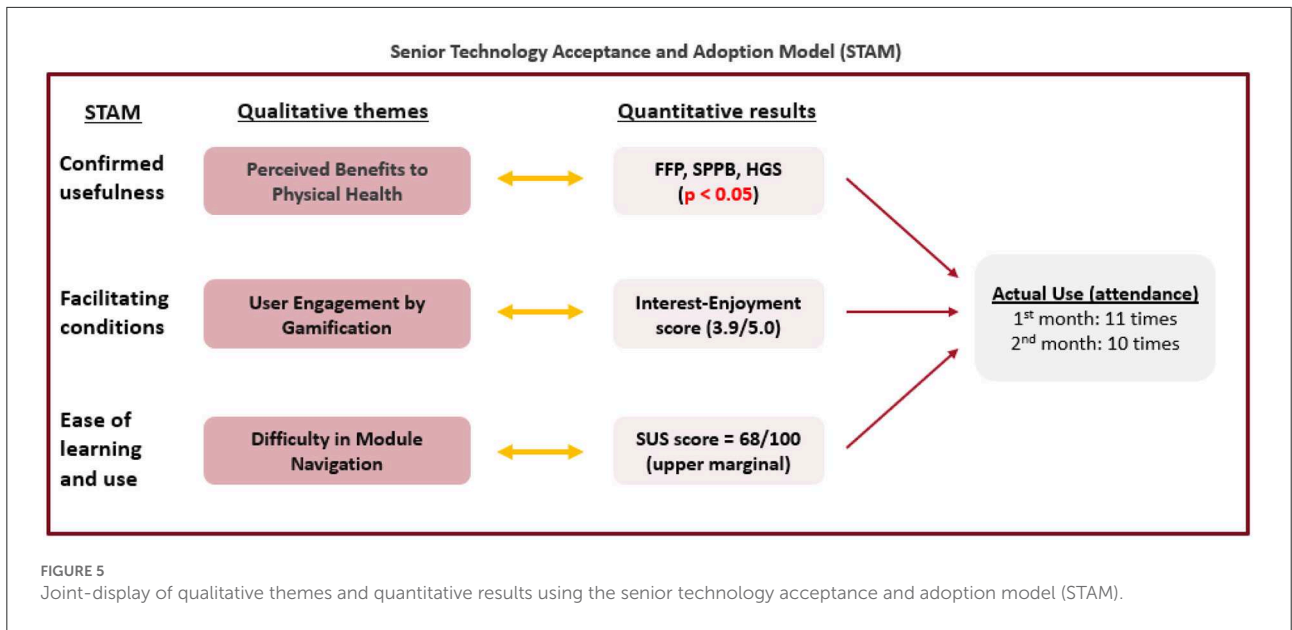 Senior Technology Acceptance and Adoption Model (STAM)
STAM
Qualitative themes
Quantitative results
Confirmed
usefulness
Perceived Benefits to
Physical Health
FFP, SPPB, HGS
(p < 0.05)
Facilitating
conditions
User Engagement by
Gamification
Interest-Enjoyment
score (3.9/5.0)
Actual Use (attendance)
1st month: 11 times
2nd month: 10 times
Ease of
learning
and use
Difficulty in Module
Navigation
SUS score = 68/100
(upper marginal)
FIGURE 5
Joint-display of qualitative themes and quantitative results using the senior technology acceptance and adoption model (STAM).